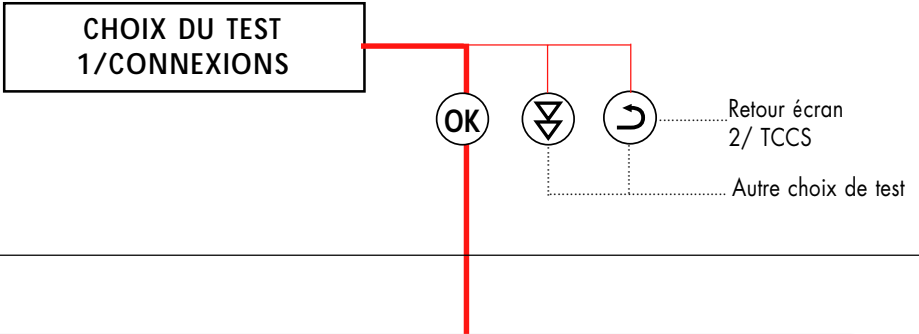 CHOIX DU TEST
1/CONNEXIONS
OK
Retour écran
2/ TCCS
Autre choix de test